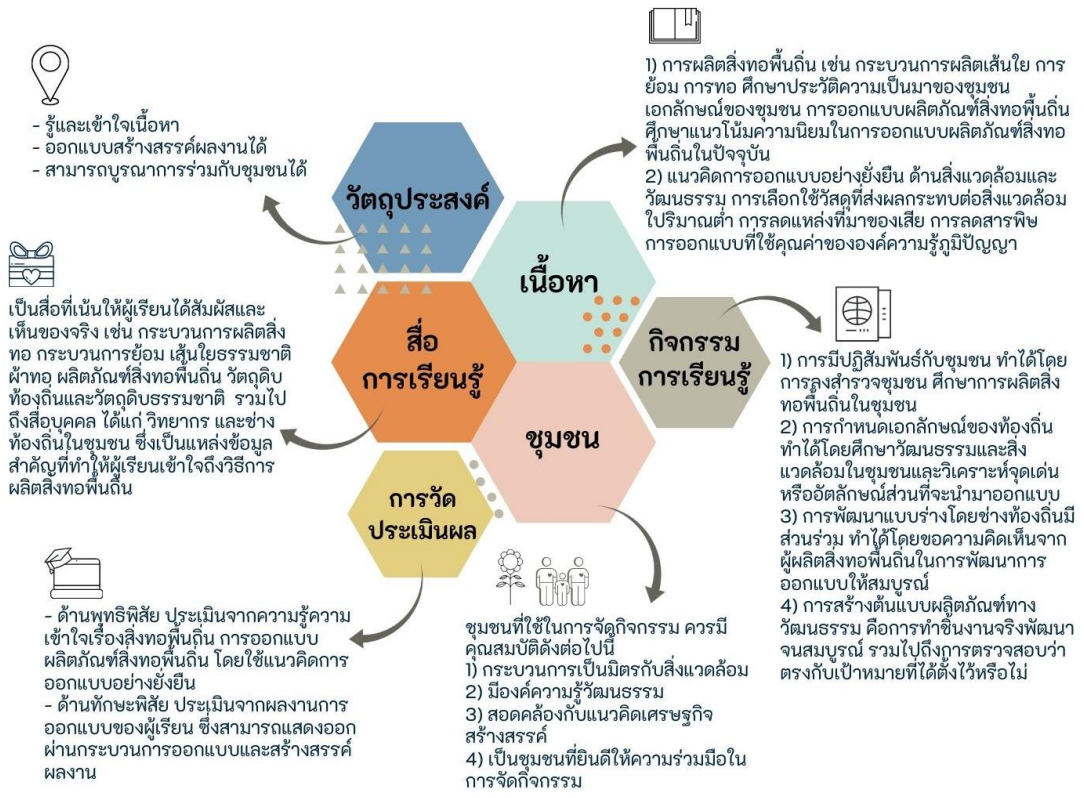 วัตถุประสงค์
- รู้และเข้าใจเนื้อหา
- ออกแบบสร้างสรรค์ผลงานได้
- สามารถบูรณาการร่วมกับชุมชนได้
เนื้อหา
1) การผลิตสิ่งทอพื้นถิ่น เช่น กระบวนการผลิตเส้นใย การ
ย้อม การทอ ศึกษาประวัติความเป็นมาของชุมชน
เอกลักษณ์ของชุมชน การออกแบบผลิตภัณฑ์สิ่งทอพื้นถิ่น
ศึกษาแนวโน้มความนิยมในการออกแบบผลิตภัณฑ์สิ่งทอ
พื้นถิ่นในปัจจุบัน
2) แนวคิดการออกแบบอย่างยั่งยืน ด้านสิ่งแวดล้อมและ
วัฒนธรรม การเลือกใช้วัสดุที่ส่งผลกระทบต่อสิ่งแวดล้อม
ใปริมาณต่ำ การลดแหล่งที่มาของเสีย การลดสารพิษ
การออกแบบที่ใช้คุณค่าขององค์ความรู้ภูมิปัญญา
สื่อ
การเรียนรู้
เป็นสื่อที่เน้นให้ผู้เรียนได้สัมผัสและ
เห็นของจริง เช่น กระบวนการผลิตสิ่ง
ทอ กระบวนการย้อม เส้นใยธรรมชาติ
ผ้าทอ ผลิตภัณฑ์สิ่งทอพื้นถิ่น วัตถุดิบ
ท้องถิ่นและวัตถุดิบธรรมชาติ รวมไป
ถึงสื่อบุคคล ได้แก่ วิทยากร และช่าง
ท้องถิ่นในชุมชน ซึ่งเป็นแหล่งข้อมูล
สำคัญที่ทำให้ผู้เรียนเข้าใจถึงวิธีการ
ผลิตสิ่งทอพื้นถิ่น
กิจกรรม
การเรียนรู้
1) การมีปฏิสัมพันธ์กับชุมชน ทำได้โดย
การลงสำรวจชุมชน ศึกษาการผลิตสิ่ง
ทอพื้นถิ่นในชุมชน
2) การกำหนดเอกลักษณ์ของท้องถิ่น
ทำได้โดยศึกษาวัฒนธรรมและสิ่ง
แวดล้อมในชุมชนและวิเคราะห์จุดเด่น
หรืออัตลักษณ์ส่วนที่จะนำมาออกแบบ
3) การพัฒนาแบบร่างโดยช่างท้องถิ่นมี
ส่วนร่วม ทำได้โดยขอความคิดเห็นจาก
ผู้ผลิตสิ่งทอพื้นถิ่นในการพัฒนาการ
ออกแบบให้สมบูรณ์
4) การสร้างต้นแบบผลิตภัณฑ์ทาง
วัฒนธรรม คือการทำชิ้นงานจริงพัฒนา
จนสมบูรณ์ รวมไปถึงการตรวจสอบว่า
ตรงกับเป้าหมายที่ได้ตั้งไว้หรือไม่
ชุมชน
ชุมชนที่ใช้ในการจัดกิจกรรม ควรมี
คุณสมบัติดังต่อไปนี้
1) กระบวนการเป็นมิตรกับสิ่งแวดล้อม
2) มีองค์ความรู้วัฒนธรรม
3) สอดคล้องกับแนวคิดเศรษฐกิจ
สร้างสรรค์
4) เป็นชุมชนที่ยินดีให้ความร่วมมือใน
การจัดกิจกรรม
การวัด
ประเมินผล
- ด้านพุทธิพิสัย ประเมินจากความรู้ความ
เข้าใจเรื่องสิ่งทอพื้นถิ่น การออกแบบ
ผลิตภัณฑ์สิ่งทอพื้นถิ่น โดยใช้แนวคิดการ
ออกแบบอย่างยั่งยืน
- ด้านทักษะพิสัย ประเมินจากผลงานการ
ออกแบบของผู้เรียน ซึ่งสามารถแสดงออก
ผ่านกระบวนการออกแบบและสร้างสรรค์
ผลงาน